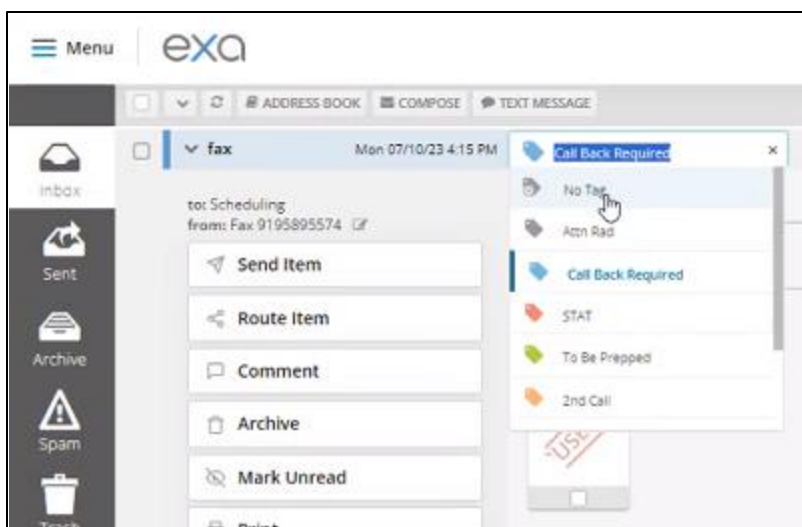 Menu
exa
ADDRESS BOOK COMPOSE TEXT MESSAGE
Inbox
Sent
Archive
Spam
Trash
fax Mon 07/10/23 4:15 PM
to: Scheduling
from: Fax 9195895574
Send Item
Route Item
Comment
Archive
Mark Unread
Print
Call Back Required ×
No Tag
Attn Rad
Call Back Required
STAT
To Be Prepped
2nd Call